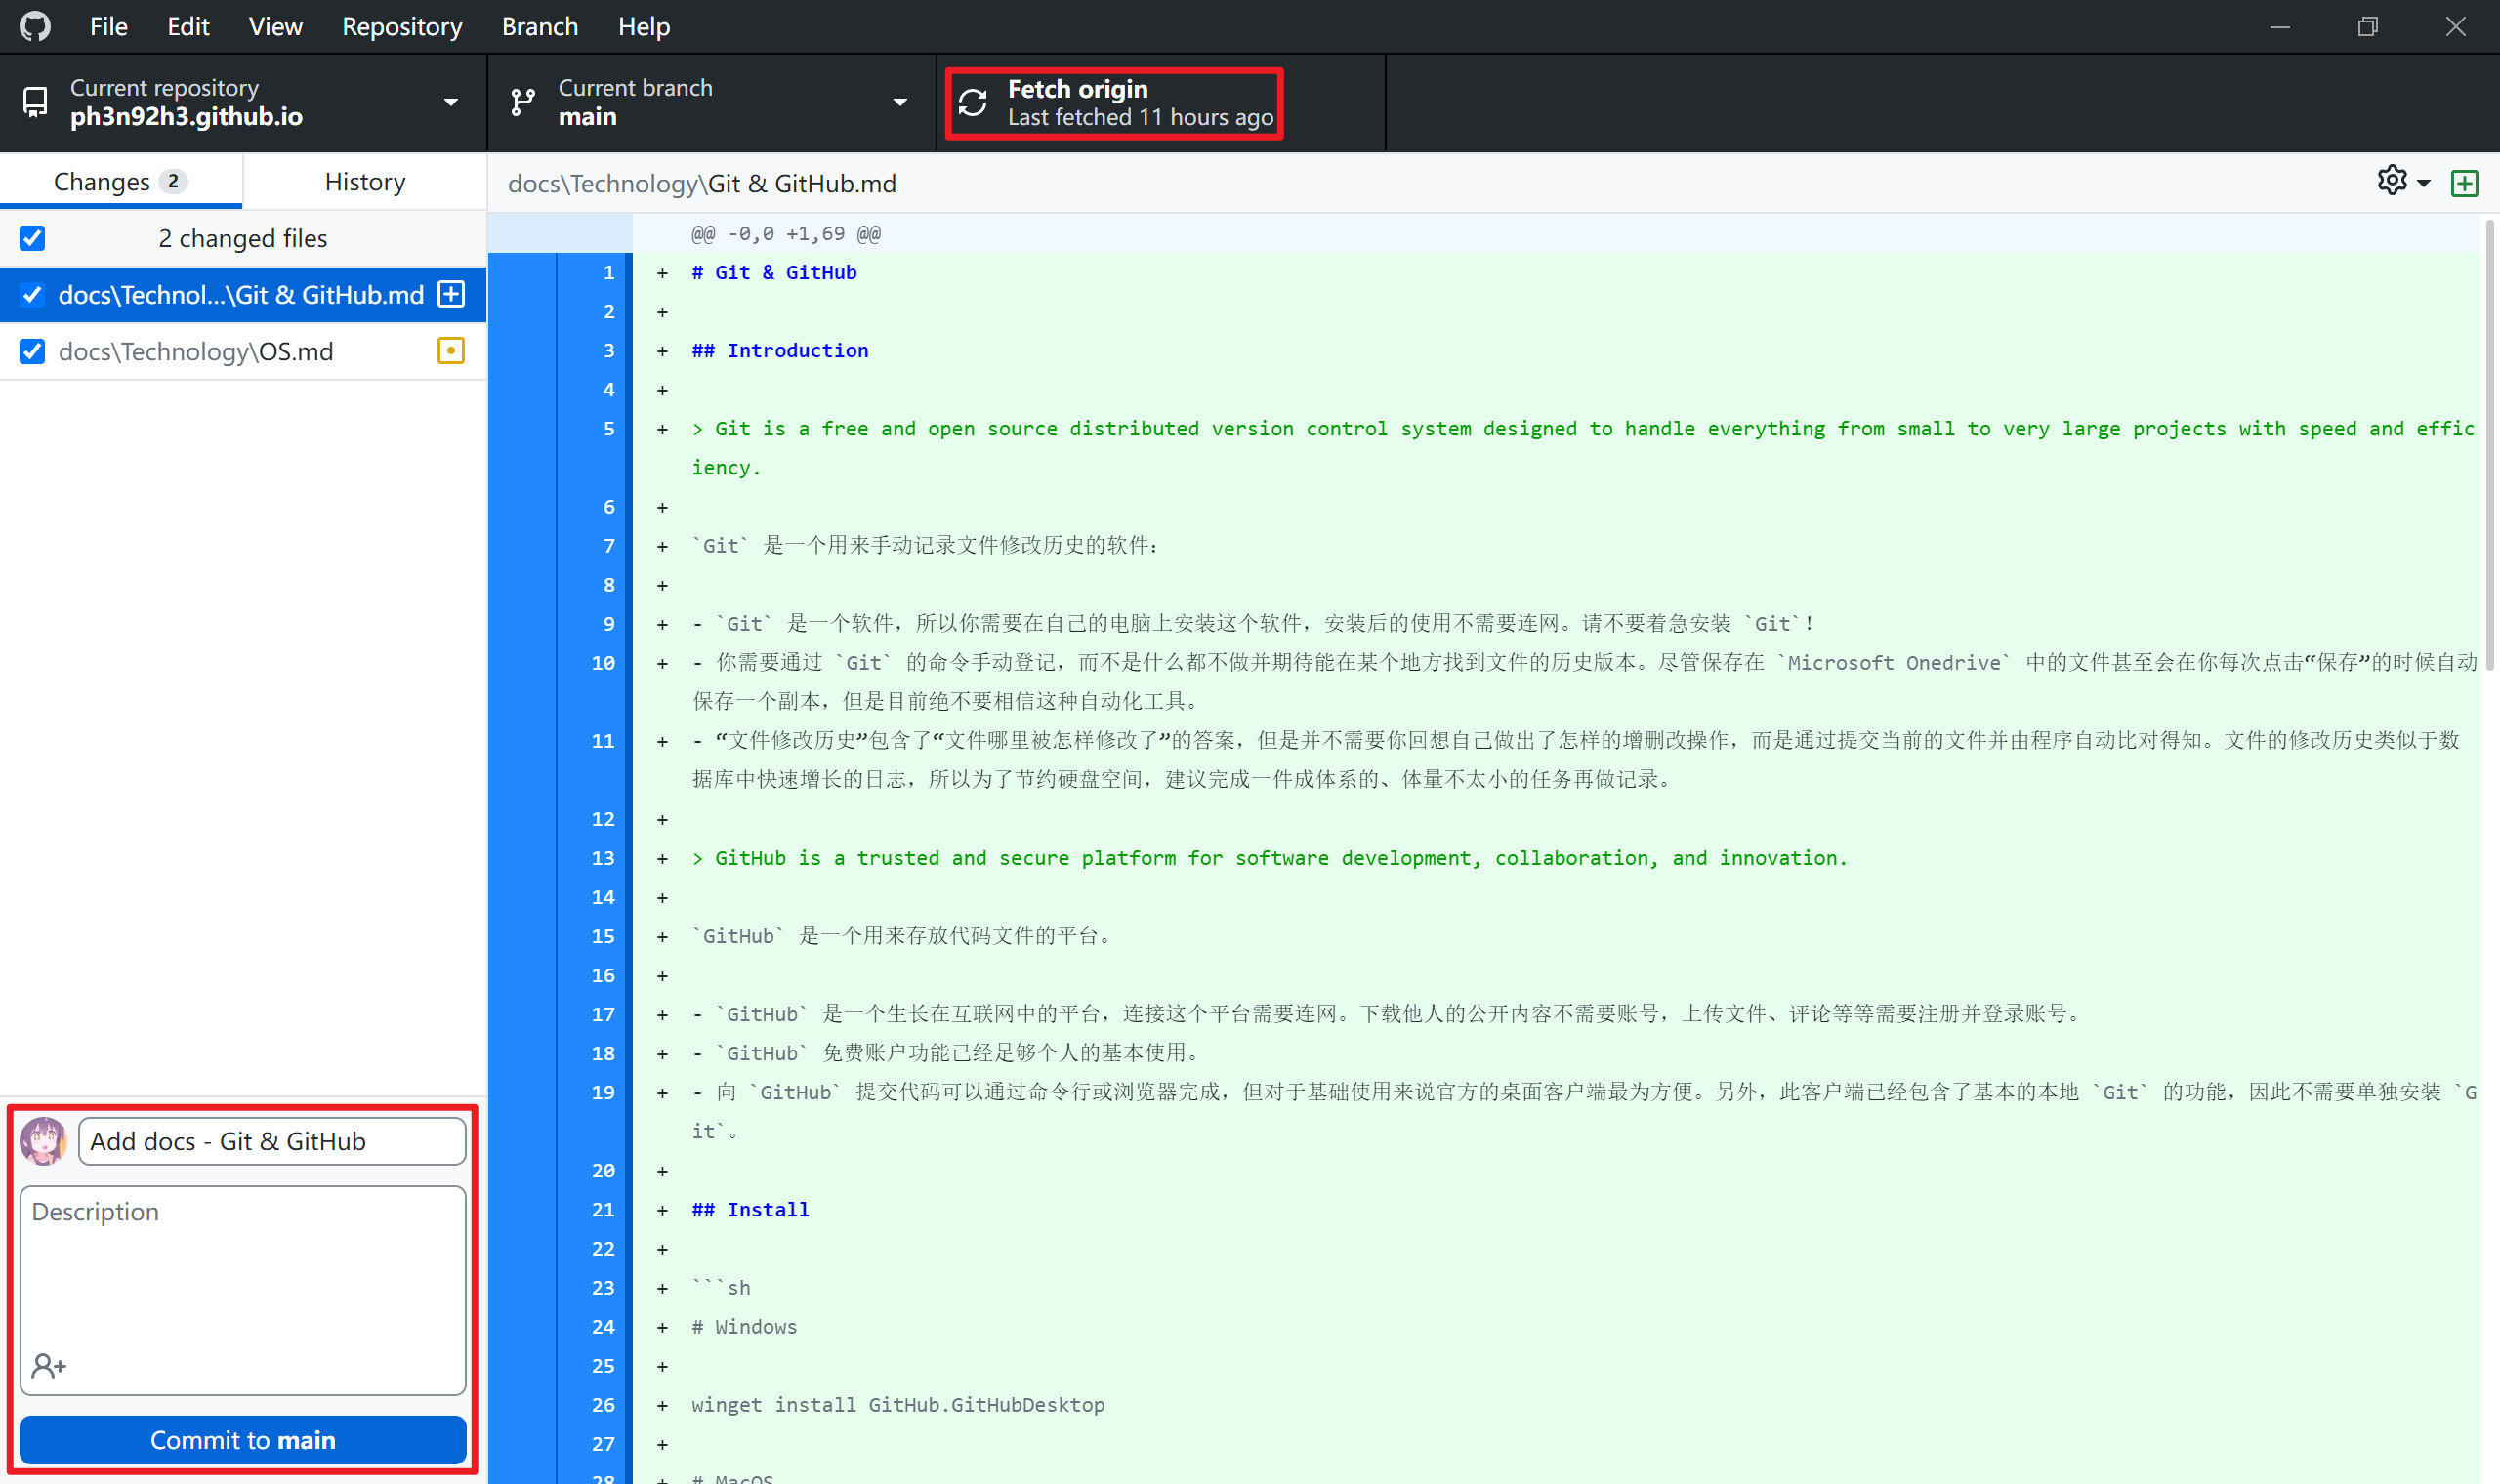 File Edit View Repository Branch Help
Current repository
ph3n92h3.github.io
Current branch
main
Fetch origin
Last fetched 11 hours ago
Changes 2
History
2 changed files
docs\Technol...\Git & GitHub.md
docs\Technology\OS.md
Add docs - Git & GitHub
Description
Commit to main
docs\Technology\Git & GitHub.md
@@ -0,0 +1,69 @@
1 + # Git & GitHub
2 +
3 + ## Introduction
4 +
5 + > Git is a free and open source distributed version control system designed to handle everything from small to very large projects with speed and effic
iency.
6 +
7 + `Git` 是一个用来手动记录文件修改历史的软件：
8 +
9 + - `Git` 是一个软件，所以你需要在自己的电脑上安装这个软件，安装后的使用不需要连网。请不要着急安装 `Git`！
10 + - 你需要通过 `Git` 的命令手动登记，而不是什么都不做并期待能在某个地方找到文件的历史版本。尽管保存在 `Microsoft Onedrive` 中的文件甚至会在你每次点击“保存”的时候自动
保存一个副本，但是目前绝不要相信这种自动化工具。
11 + - “文件修改历史”包含了“文件哪里被怎样修改了”的答案，但是并不需要你回想自己做出了怎样的增删改操作，而是通过提交当前的文件并由程序自动比对得知。文件的修改历史类似于数
据库中快速增长的日志，所以为了节约硬盘空间，建议完成一件成体系的、体量不太小的任务再做记录。
12 +
13 + > GitHub is a trusted and secure platform for software development, collaboration, and innovation.
14 +
15 + `GitHub` 是一个用来存放代码文件的平台。
16 +
17 + - `GitHub` 是一个生长在互联网中的平台，连接这个平台需要连网。下载他人的公开内容不需要账号，上传文件、评论等等需要注册并登录账号。
18 + - `GitHub` 免费账户功能已经足够个人的基本使用。
19 + - 向 `GitHub` 提交代码可以通过命令行或浏览器完成，但对于基础使用来说官方的桌面客户端最为方便。另外，此客户端已经包含了基本的本地 `Git` 的功能，因此不需要单独安装 `G
it`。
20 +
21 + ## Install
22 +
23 + ```sh
24 + # Windows
25 +
26 + winget install GitHub.GitHubDesktop
27 +
28 + # MacOS